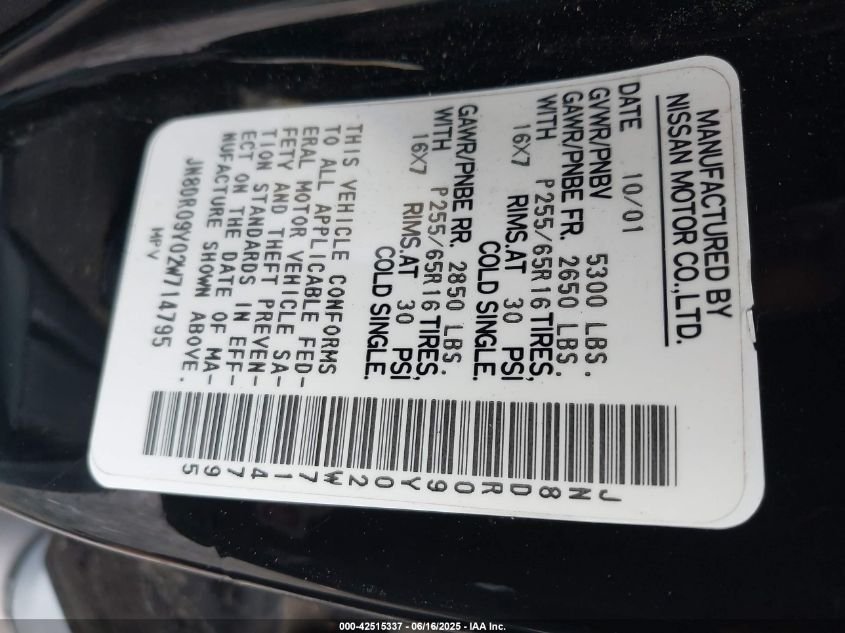 MANUFACTURED BY
NISSAN MOTOR CO.,LTD.
DATE 10/01
GVWR/PNBV 5300 LBS.
GAWR/PNBE FR. 2650 LBS.
WITH P255/65R16 TIRES,
16X7 RIMS.AT 30 PSI
COLD SINGLE.
GAWR/PNBE RR. 2850 LBS.
WITH P255/65R16 TIRES,
16X7 RIMS.AT 30 PSI
COLD SINGLE.
THIS VEHICLE CONFORMS
TO ALL APPLICABLE FED-
ERAL MOTOR VEHICLE SA-
FETY AND THEFT PREVEN-
TION STANDARDS IN EFF-
ECT ON THE DATE OF MA-
NUFACTURE SHOWN ABOVE.
JN8DR09Y02W714795
MPV
JN8DR09Y02W714795
000-42515337 - 06/16/2025 - IAA Inc.